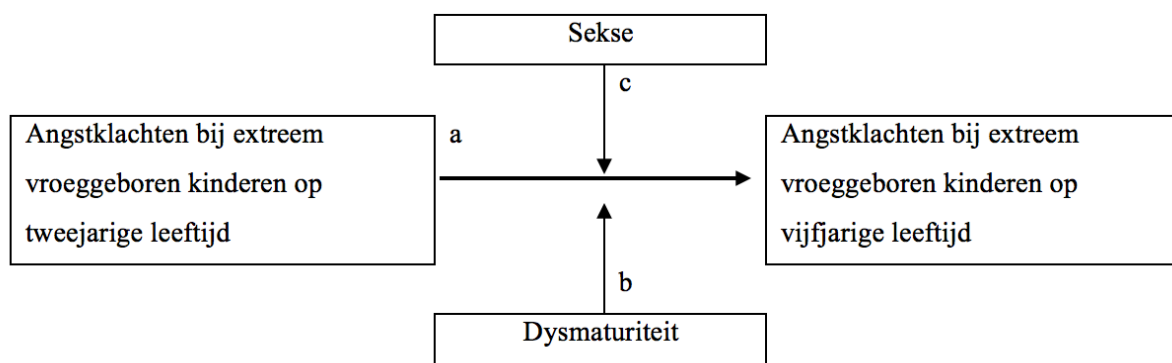 Sekse
c
Angstklachten bij extreem
vroeggeboren kinderen op
tweejarige leeftijd
a
Angstklachten bij extreem
vroeggeboren kinderen op
vijfjarige leeftijd
b
Dysmaturiteit